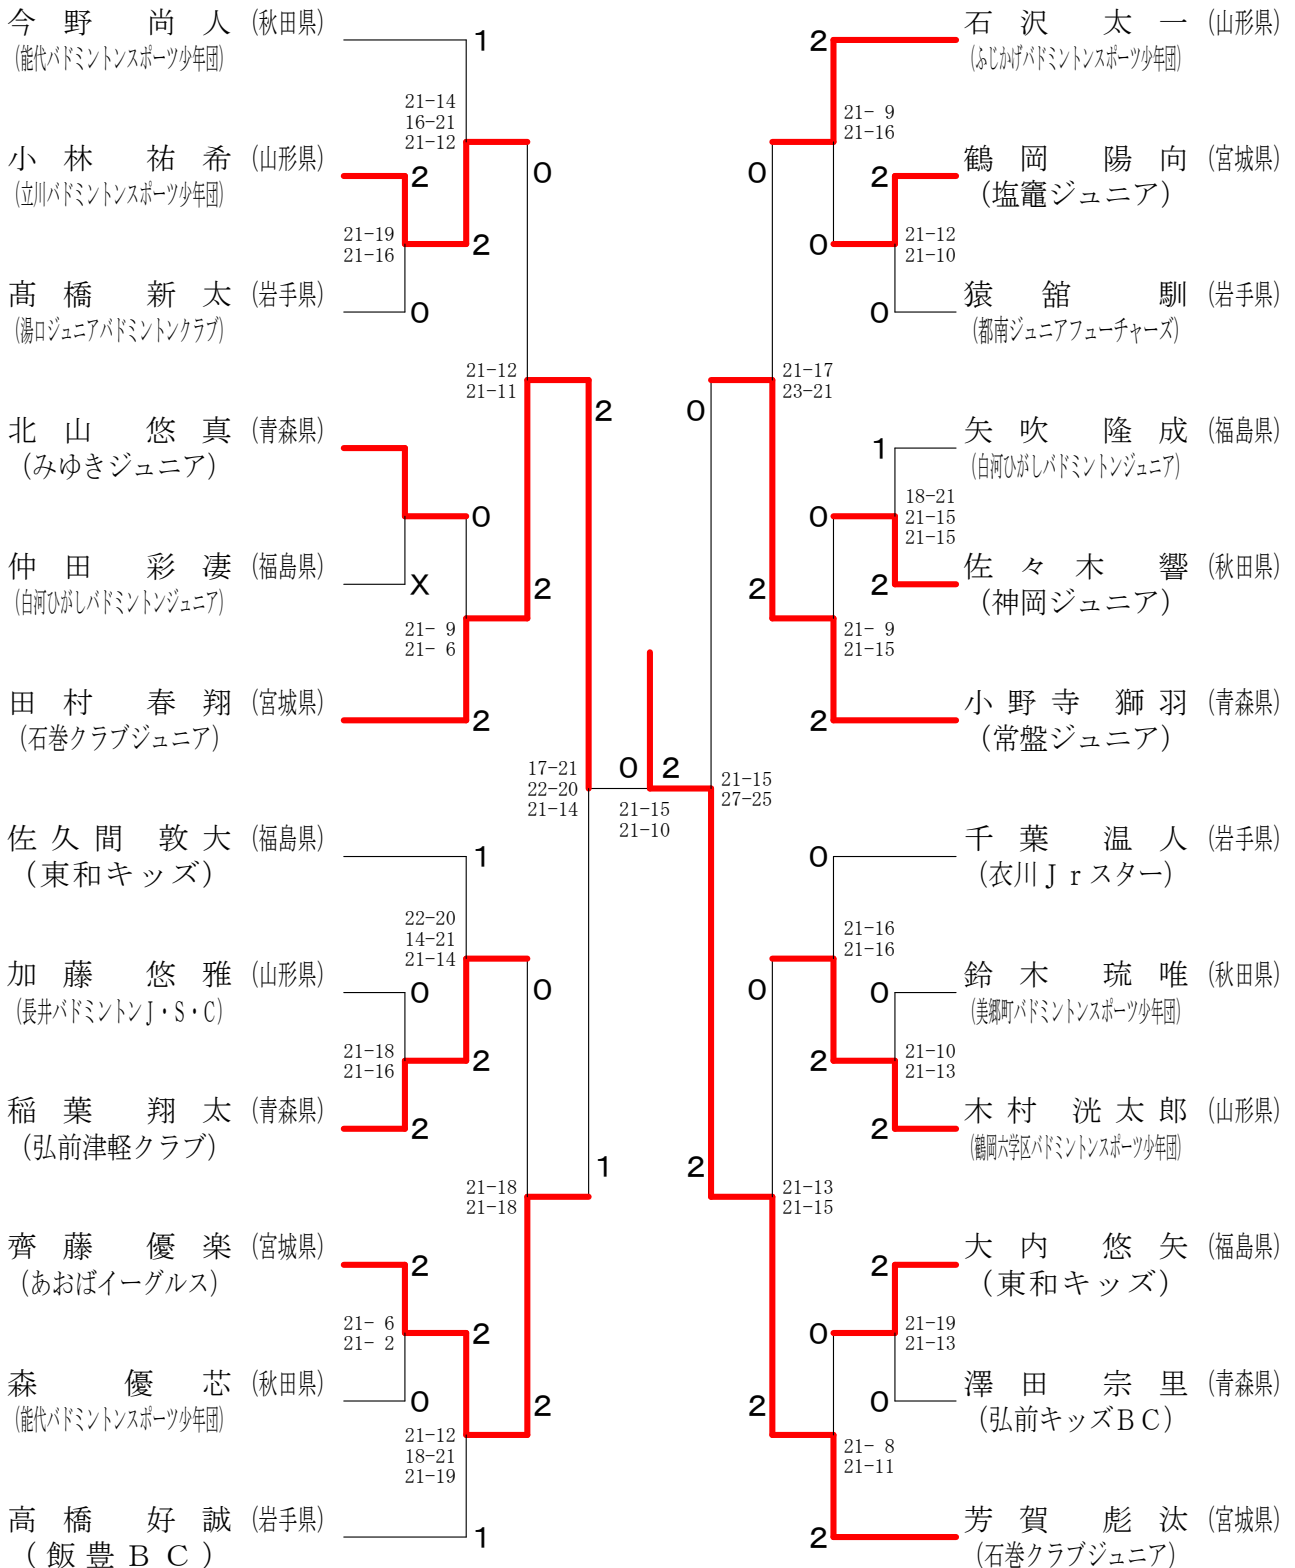 今野 尚人 (秋田県)
(能代バドミントンスポーツ少年団)
1
21-14
16-21
21-12
小林 祐希 (山形県)
(立川バドミントンスポーツ少年団)
2
0
21-19
21-16
2
髙橋 新太 (岩手県)
(湯口ジュニアバドミントンクラブ)
0
21-12
21-11
2
北山 悠真 (青森県)
(みゆきジュニア)
0
仲田 彩凄 (福島県)
(白河ひがしバドミントンジュニア)
X
2
21- 9
21- 6
田村 春翔 (宮城県)
(石巻クラブジュニア)
2
17-21
22-20
21-14
0 2
21-15
21-10
佐久間 敦大 (福島県)
(東和キッズ)
1
22-20
14-21
21-14
加藤 悠雅 (山形県)
(長井バドミントンJ・S・C)
0
0
21-18
21-16
2
稲葉 翔太 (青森県)
(弘前津軽クラブ)
2
1
21-18
21-18
齊藤 優楽 (宮城県)
(あおばイーグルス)
2
21- 6
21- 2
2
森 優芯 (秋田県)
(能代バドミントンスポーツ少年団)
0
2
21-12
18-21
21-19
高橋 好誠 (岩手県)
(飯豊BC)
1
石沢 太一 (山形県)
(ふじかげバドミントンスポーツ少年団)
2
21- 9
21-16
鶴岡 陽向 (宮城県)
(塩竈ジュニア)
0
2
0
21-12
21-10
猿舘 馴 (岩手県)
(都南ジュニアフューチャーズ)
0
21-17
23-21
0
矢吹 隆成 (福島県)
(白河ひがしバドミントンジュニア)
1
18-21
21-15
21-15
0
佐々木 響 (秋田県)
(神岡ジュニア)
2
2
21- 9
21-15
小野寺 獅羽 (青森県)
(常盤ジュニア)
2
21-15
27-25
千葉 温人 (岩手県)
(衣川Jrスター)
0
21-16
21-16
鈴木 琉唯 (秋田県)
(美郷町バドミントンスポーツ少年団)
0
0
2
21-10
21-13
木村 洸太郎 (山形県)
(鶴岡六学区バドミントンスポーツ少年団)
2
2
21-13
21-15
大内 悠矢 (福島県)
(東和キッズ)
2
0
21-19
21-13
澤田 宗里 (青森県)
(弘前キッズBC)
0
2
21- 8
21-11
芳賀 彪汰 (宮城県)
(石巻クラブジュニア)
2